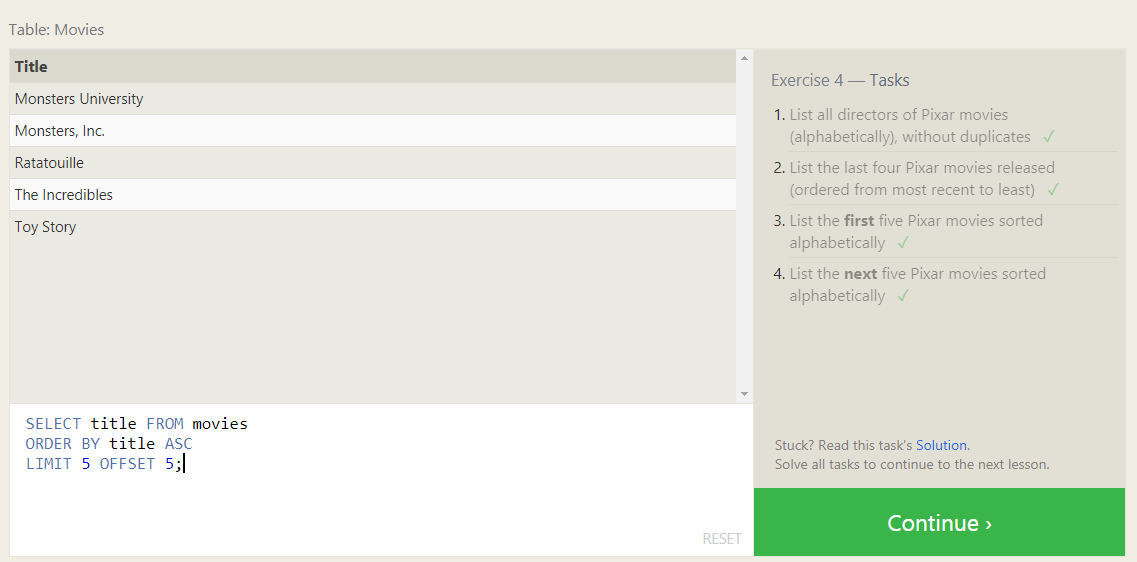 Table: Movies
Title
Monsters University
Monsters, Inc.
Ratatouille
The Incredibles
Toy Story
SELECT title FROM movies
ORDER BY title ASC
LIMIT 5 OFFSET 5;
RESET
Exercise 4 — Tasks
1. List all directors of Pixar movies
(alphabetically), without duplicates ✓
2. List the last four Pixar movies released
(ordered from most recent to least) ✓
3. List the first five Pixar movies sorted
alphabetically ✓
4. List the next five Pixar movies sorted
alphabetically ✓
Stuck? Read this task's Solution.
Solve all tasks to continue to the next lesson.
Continue ›